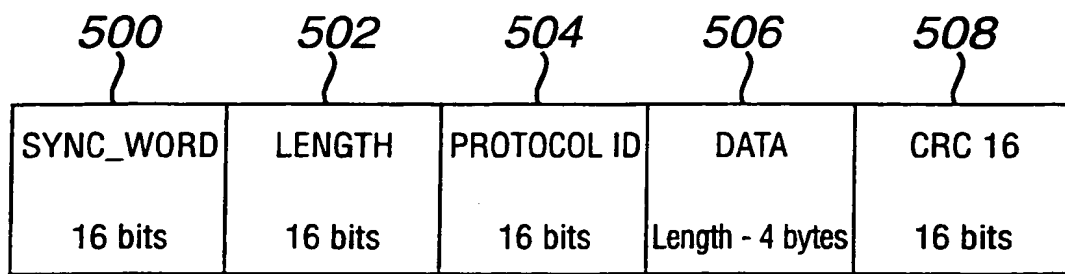 500 502 504 506 508
SYNC_WORD LENGTH PROTOCOL ID DATA CRC 16
16 bits 16 bits 16 bits Length - 4 bytes 16 bits